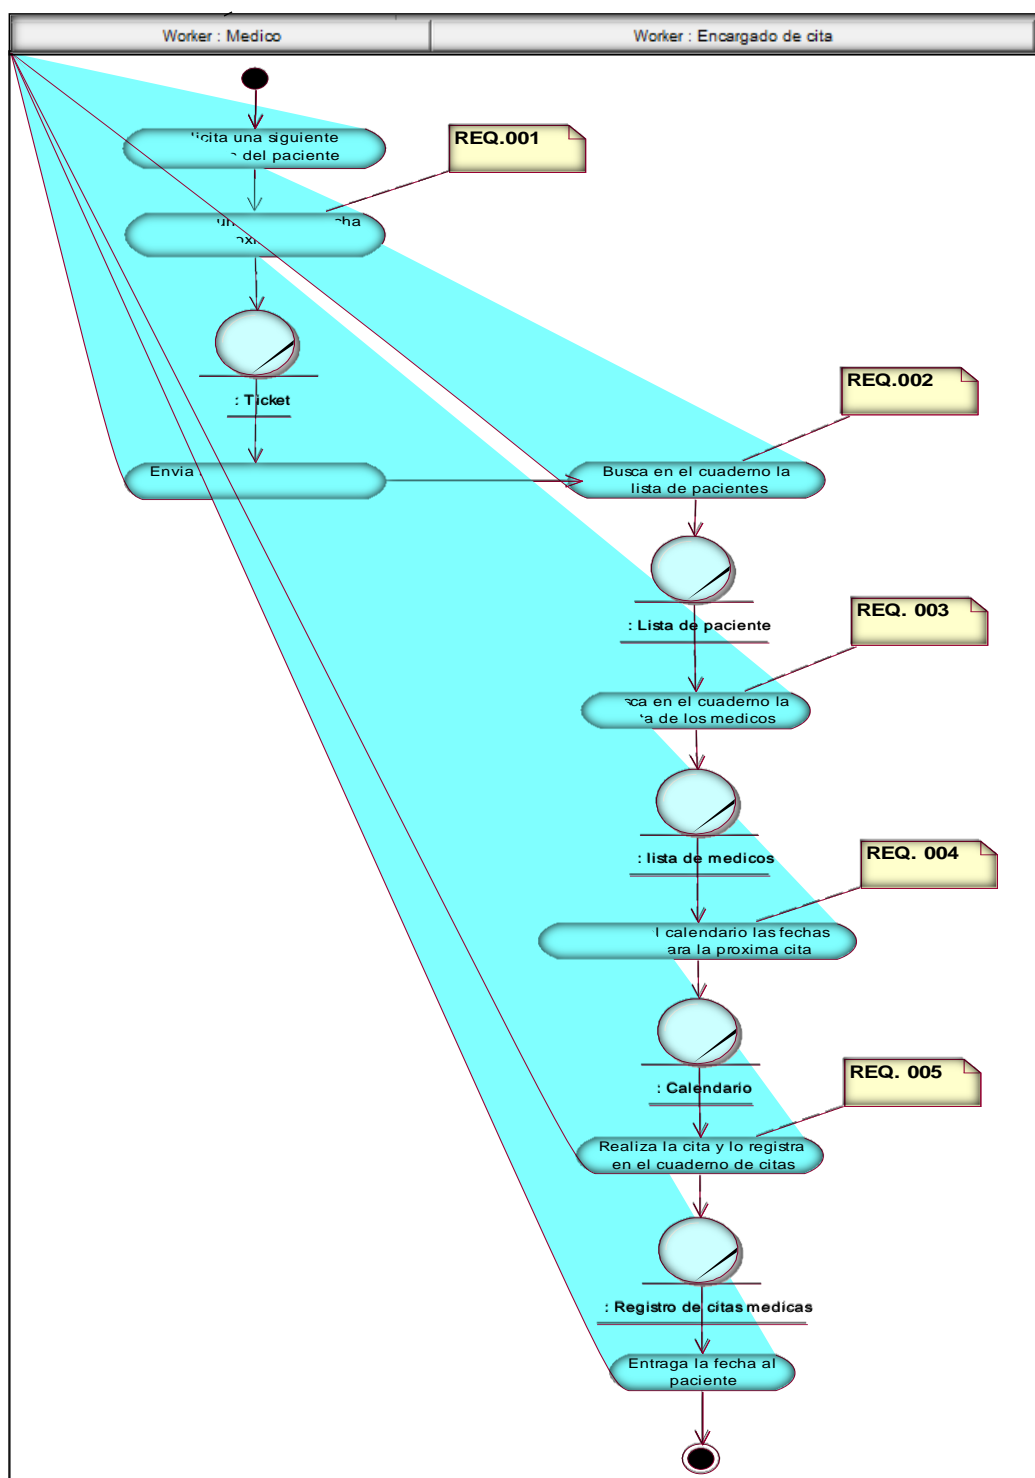 Worker : Medico
Worker : Encargado de cita
una siguiente
del paciente
REQ.001
: Ticket
Envia
REQ.002
Busca en el cuaderno la
lista de pacientes
: Lista de paciente
REQ. 003
en el cuaderno la
de los medicos
: lista de medicos
REQ. 004
calendario las fechas
la proxima cita
: Calendario
REQ. 005
Realiza la cita y lo registra
en el cuaderno de citas
: Registro de citas medicas
Entraga la fecha al
paciente